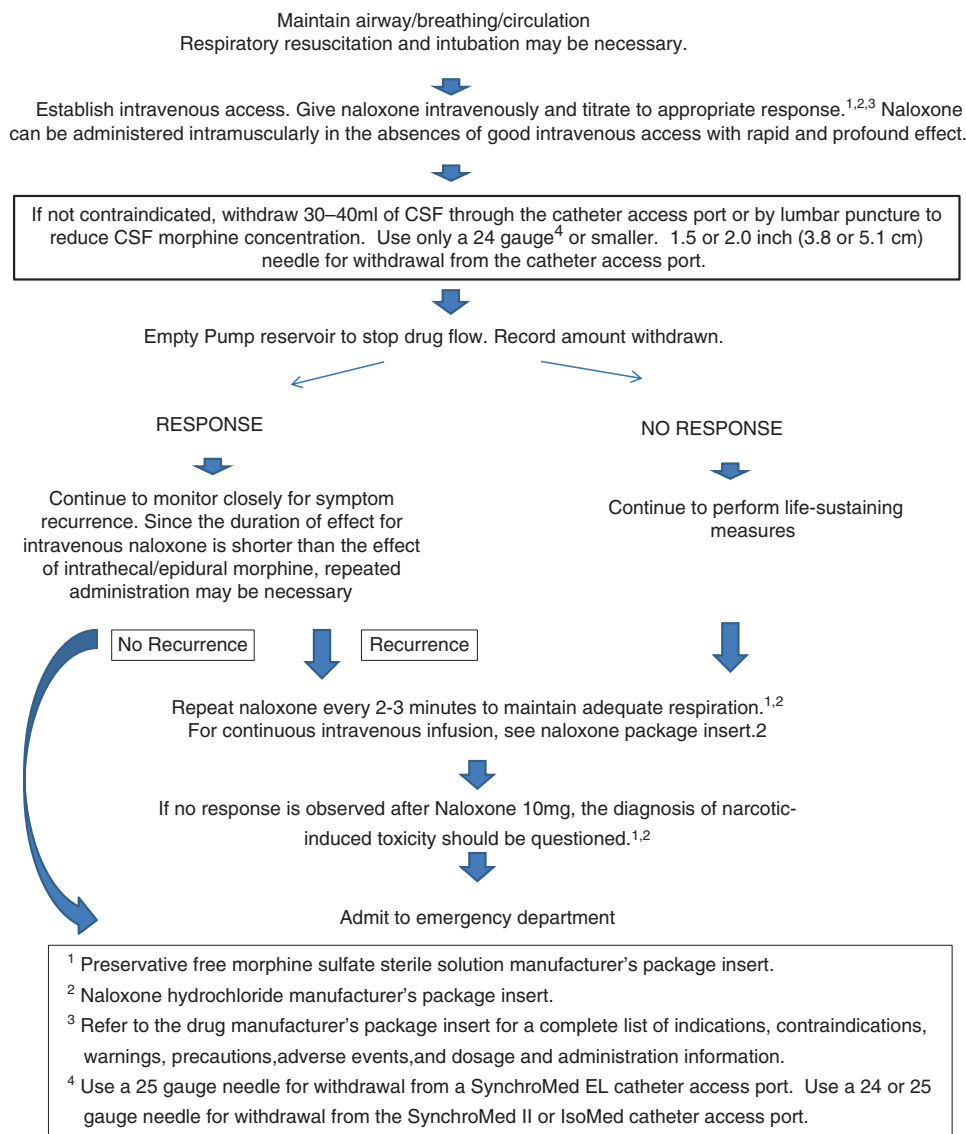 Maintain airway/breathing/circulation
Respiratory resuscitation and intubation may be necessary.
Establish intravenous access. Give naloxone intravenously and titrate to appropriate response.1,2,3 Naloxone
can be administered intramuscularly in the absences of good intravenous access with rapid and profound effect.
If not contraindicated, withdraw 30–40ml of CSF through the catheter access port or by lumbar puncture to
reduce CSF morphine concentration. Use only a 24 gauge4 or smaller. 1.5 or 2.0 inch (3.8 or 5.1 cm)
needle for withdrawal from the catheter access port.
Empty Pump reservoir to stop drug flow. Record amount withdrawn.
RESPONSE
Continue to monitor closely for symptom
recurrence. Since the duration of effect for
intravenous naloxone is shorter than the effect
of intrathecal/epidural morphine, repeated
administration may be necessary
NO RESPONSE
Continue to perform life-sustaining
measures
No Recurrence
Recurrence
Repeat naloxone every 2-3 minutes to maintain adequate respiration.1,2
For continuous intravenous infusion, see naloxone package insert.2
If no response is observed after Naloxone 10mg, the diagnosis of narcotic-
induced toxicity should be questioned.1,2
Admit to emergency department
1 Preservative free morphine sulfate sterile solution manufacturer's package insert.
2 Naloxone hydrochloride manufacturer's package insert.
3 Refer to the drug manufacturer's package insert for a complete list of indications, contraindications,
warnings, precautions,adverse events,and dosage and administration information.
4 Use a 25 gauge needle for withdrawal from a SynchroMed EL catheter access port. Use a 24 or 25
gauge needle for withdrawal from the SynchroMed II or IsoMed catheter access port.